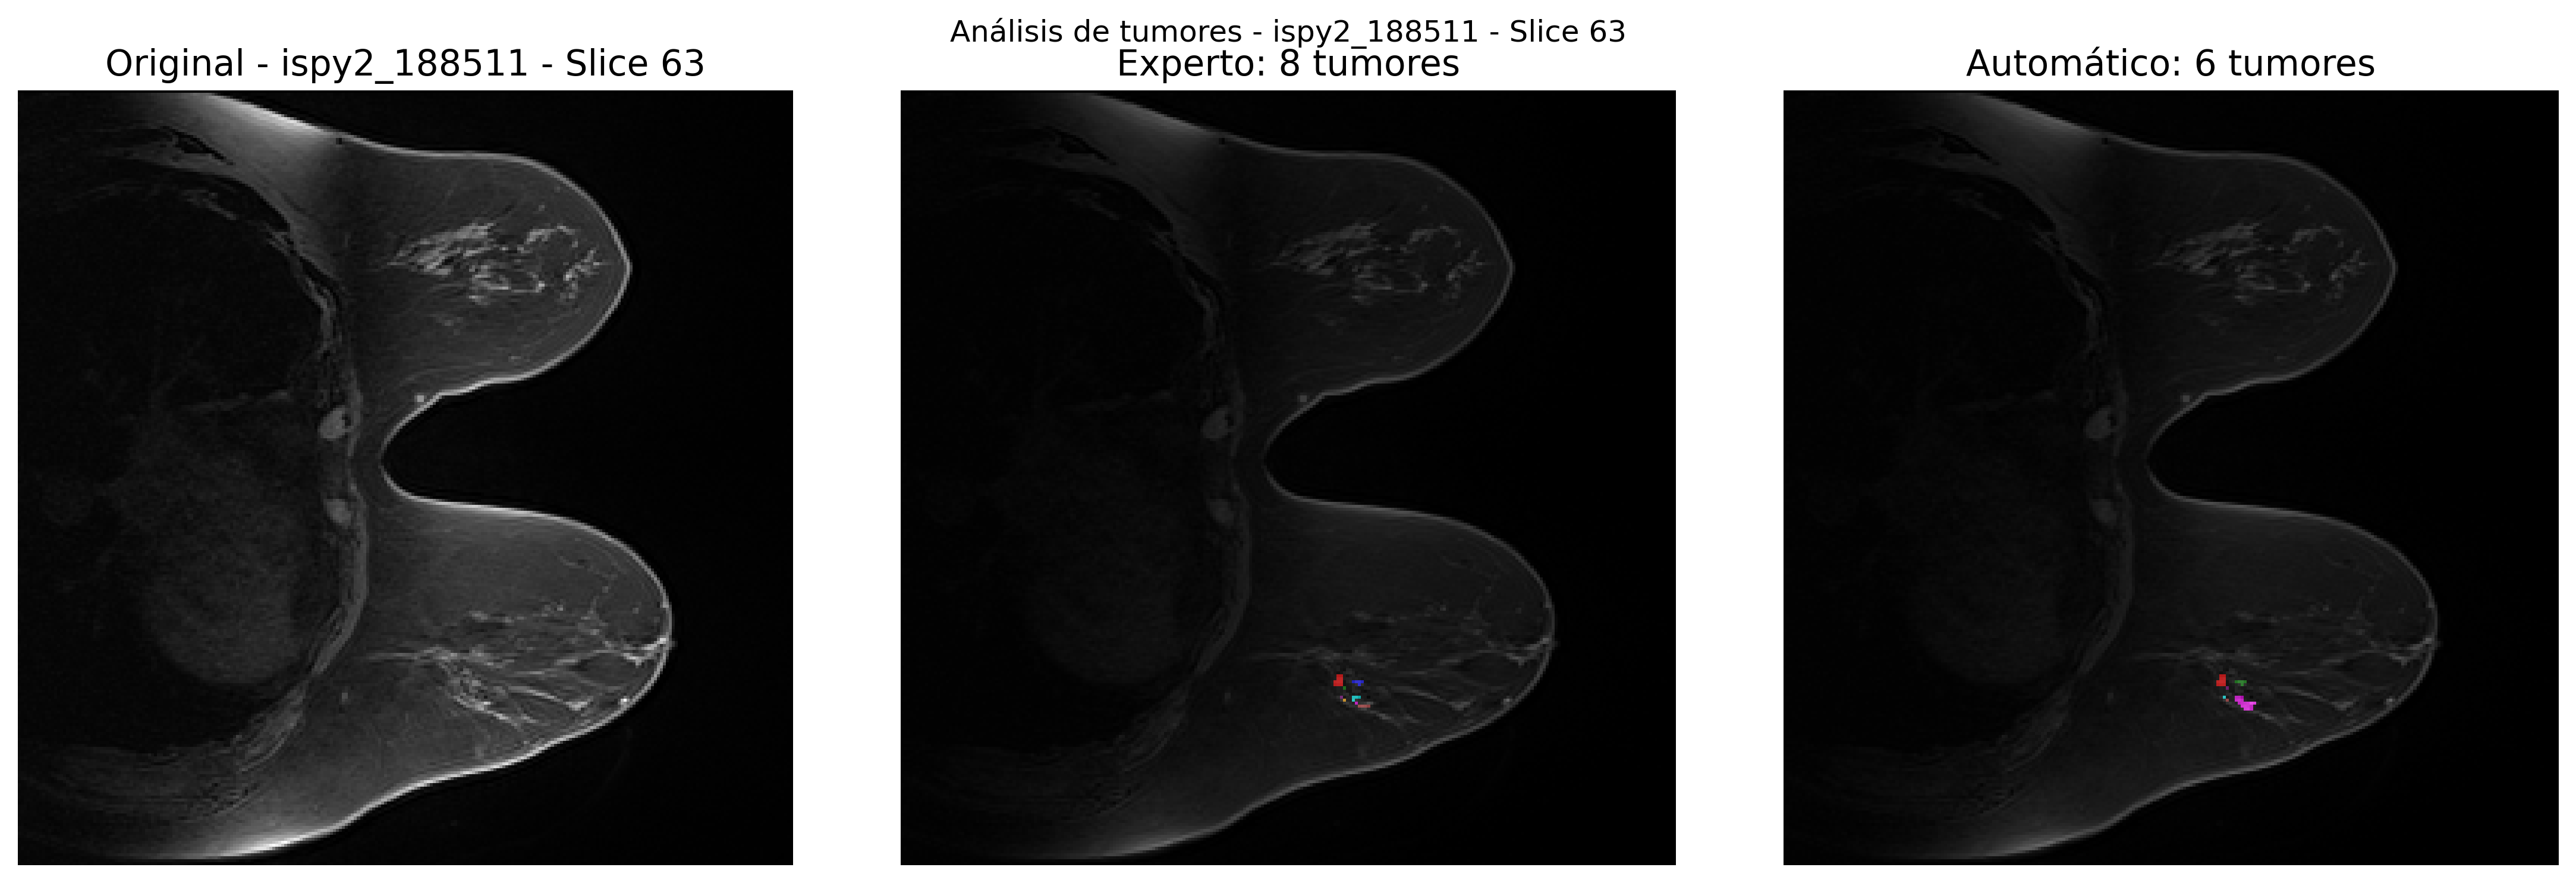 Análisis de tumores - ispy2_188511 - Slice 63
Original - ispy2_188511 - Slice 63
Experto: 8 tumores
Automático: 6 tumores